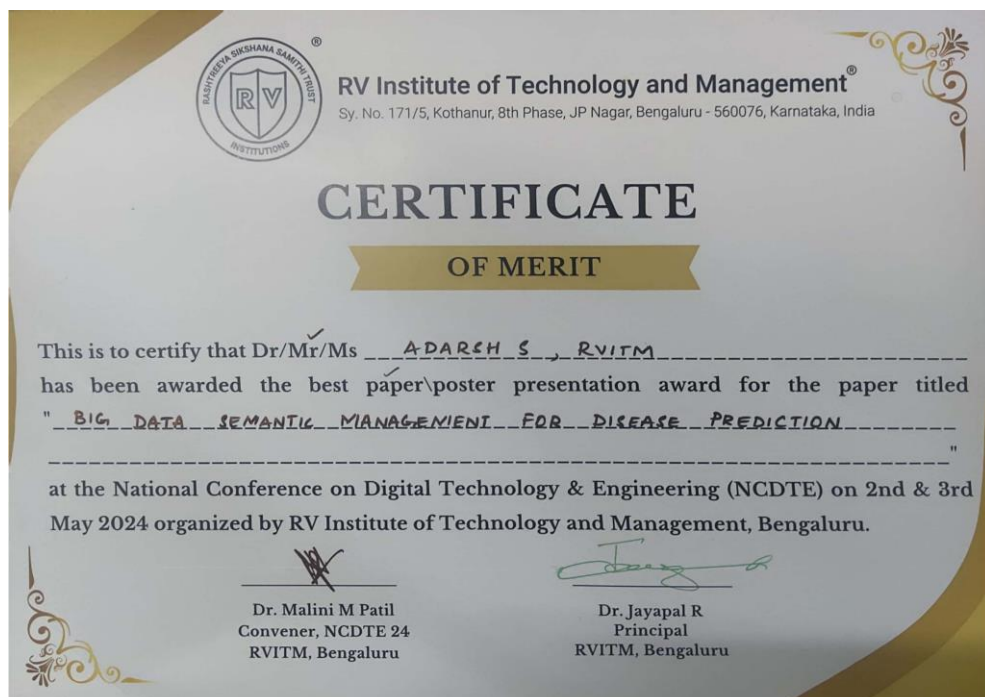 RASHTREEYA SIKSHANA SAMITHI TRUST
®
RV
INSTITUTIONS
RV Institute of Technology and Management®
Sy. No. 171/5, Kothanur, 8th Phase, JP Nagar, Bengaluru - 560076, Karnataka, India
CERTIFICATE
OF MERIT
This is to certify that Dr/Mr/Ms ADARSH S, RVITM
has been awarded the best paper\poster presentation award for the paper titled
" BIG DATA SEMANTIC MANAGEMENT FOR DISEASE PREDICTION
"
at the National Conference on Digital Technology & Engineering (NCDTE) on 2nd & 3rd
May 2024 organized by RV Institute of Technology and Management, Bengaluru.
Dr. Malini M Patil
Convener, NCDTE 24
RVITM, Bengaluru
Dr. Jayapal R
Principal
RVITM, Bengaluru